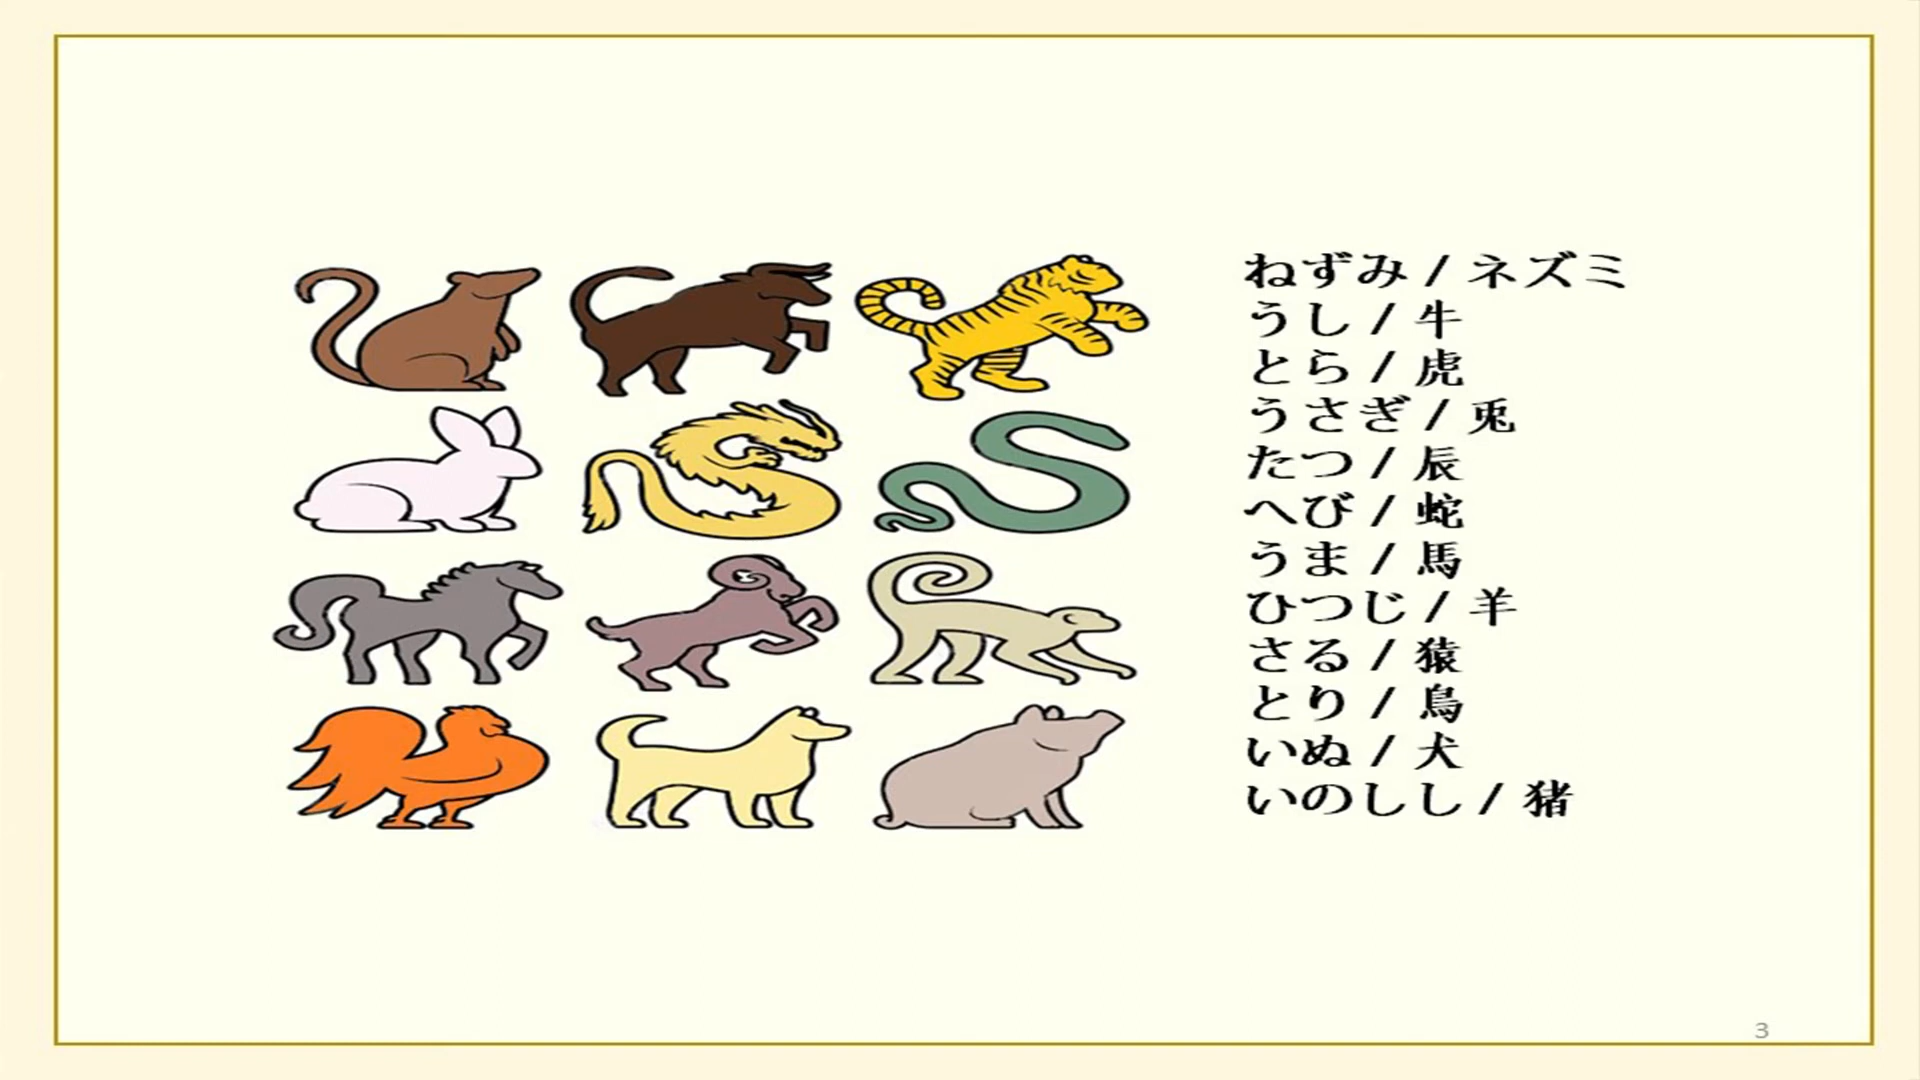 ねずみ / ネズミ
うし / 牛
とら / 虎
うさぎ / 兎
たつ / 辰
へび / 蛇
うま / 馬
ひつじ / 羊
さる / 猿
とり / 鳥
いぬ / 犬
いのしし / 猪
3